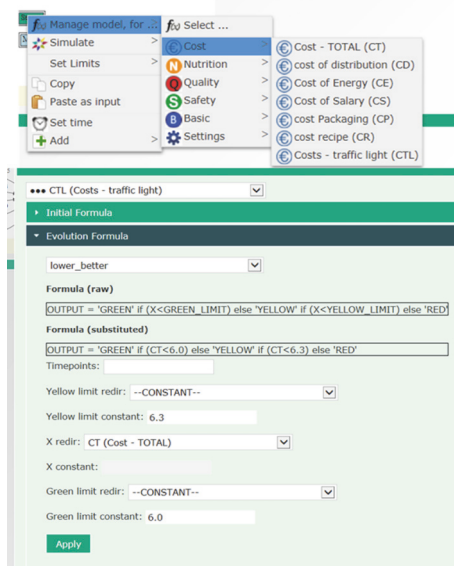 f(x) Manage model, for ...
Simulate >
Set Limits >
Copy
Paste as input
Set time
Add >
f(x) Select ...
€ Cost >
N Nutrition >
Q Quality >
S Safety >
B Basic >
Settings >
€ Cost - TOTAL (CT)
€ cost of distribution (CD)
€ Cost of Energy (CE)
€ Cost of Salary (CS)
€ cost Packaging (CP)
€ cost recipe (CR)
€ Costs - traffic light (CTL)
••• CTL (Costs - traffic light)
Initial Formula
Evolution Formula
lower_better
Formula (raw)
OUTPUT = 'GREEN' if (X<GREEN_LIMIT) else 'YELLOW' if (X<YELLOW_LIMIT) else 'RED'
Formula (substituted)
OUTPUT = 'GREEN' if (CT<6.0) else 'YELLOW' if (CT<6.3) else 'RED'
Timepoints:
Yellow limit redir: --CONSTANT--
Yellow limit constant: 6.3
X redir: CT (Cost - TOTAL)
X constant:
Green limit redir: --CONSTANT--
Green limit constant: 6.0
Apply